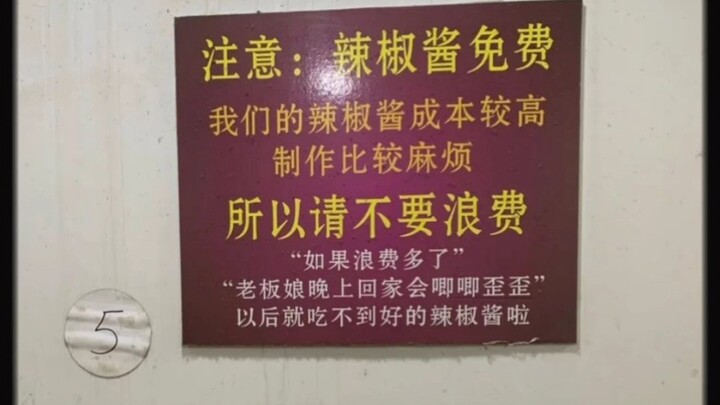 注意：辣椒酱免费
我们的辣椒酱成本较高
制作比较麻烦
所以请不要浪费
“如果浪费多了”
“老板娘晚上回家会唧唧歪歪”
以后就吃不到好的辣椒酱啦
5